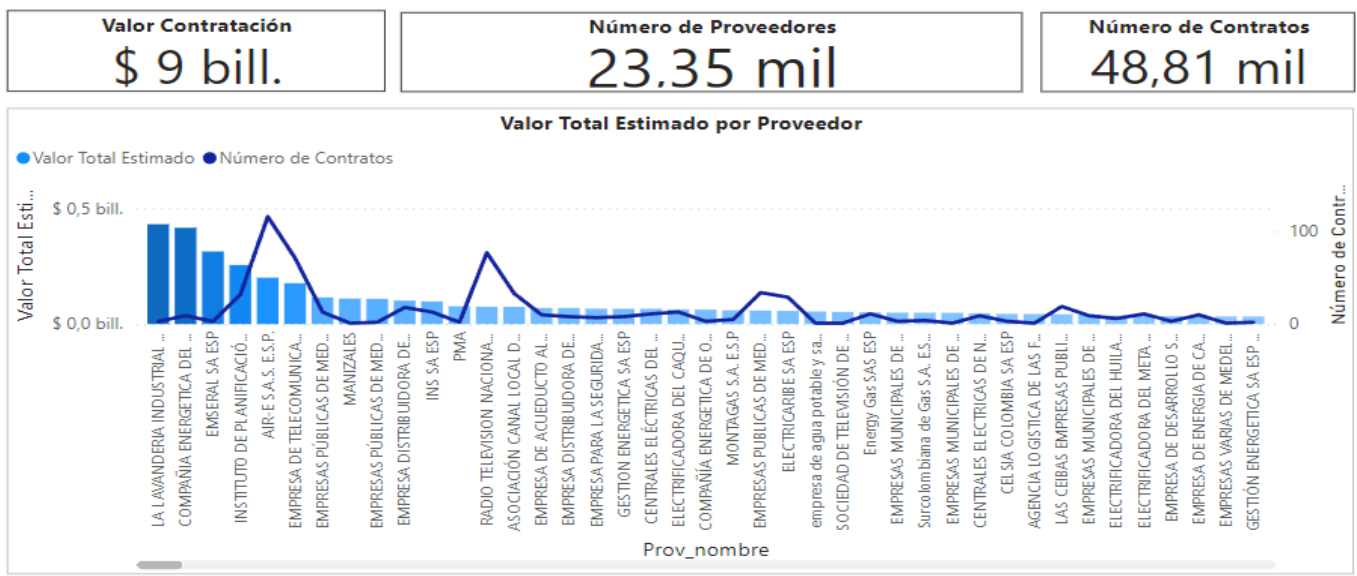 Valor Contratación
$ 9 bill.
Número de Proveedores
23,35 mil
Número de Contratos
48,81 mil
Valor Total Estimado por Proveedor
Valor Total Estimado
Número de Contratos
Valor Total Esti...
$ 0,5 bill.
$ 0,0 bill.
100
0
Número de Contr...
LA LAVANDERIA INDUSTRIAL ...
COMPAÑIA ENERGETICA DEL ...
EMSERAL SA ESP
INSTITUTO DE PLANIFICACIÓ...
AIR-E S.A.S. E.S.P.
EMPRESA DE TELECOMUNICA...
EMPRESAS PÚBLICAS DE MED...
MANIZALES
EMPRESAS PÚBLICAS DE MED...
EMPRESA DISTRIBUIDORA DE...
INS SA ESP
PMA
RADIO TELEVISION NACIONA...
ASOCIACIÓN CANAL LOCAL D...
EMPRESA DE ACUEDUCTO AL...
EMPRESA DISTRIBUIDORA DE...
EMPRESA PARA LA SEGURIDA...
GESTION ENERGETICA SA ESP
CENTRALES ELÉCTRICAS DEL ...
ELECTRIFICADORA DEL CAQU...
COMPAÑÍA ENERGETICA DE O...
MONTAGAS S.A. E.S.P
EMPRESAS PUBLICAS DE MED...
ELECTRICARIBE SA ESP
empresa de agua potable y sa...
SOCIEDAD DE TELEVISIÓN DE ...
Energy Gas SAS ESP
EMPRESAS MUNICIPALES DE ...
Surcolombiana de Gas S.A. E.S...
EMPRESAS MUNICIPALES DE ...
CENTRALES ELECTRICAS DE N...
CELSIA COLOMBIA SA ESP
AGENCIA LOGISTICA DE LAS F...
LAS CEIBAS EMPRESAS PUBLI...
EMPRESAS MUNICIPALES DE ...
ELECTRIFICADORA DEL HUILA...
ELECTRIFICADORA DEL META ...
EMPRESA DE DESARROLLO S...
EMPRESA DE ENERGIA DE CA...
EMPRESAS VARIAS DE MEDEL...
GESTIÓN ENERGETICA SA ESP ...
Prov_nombre